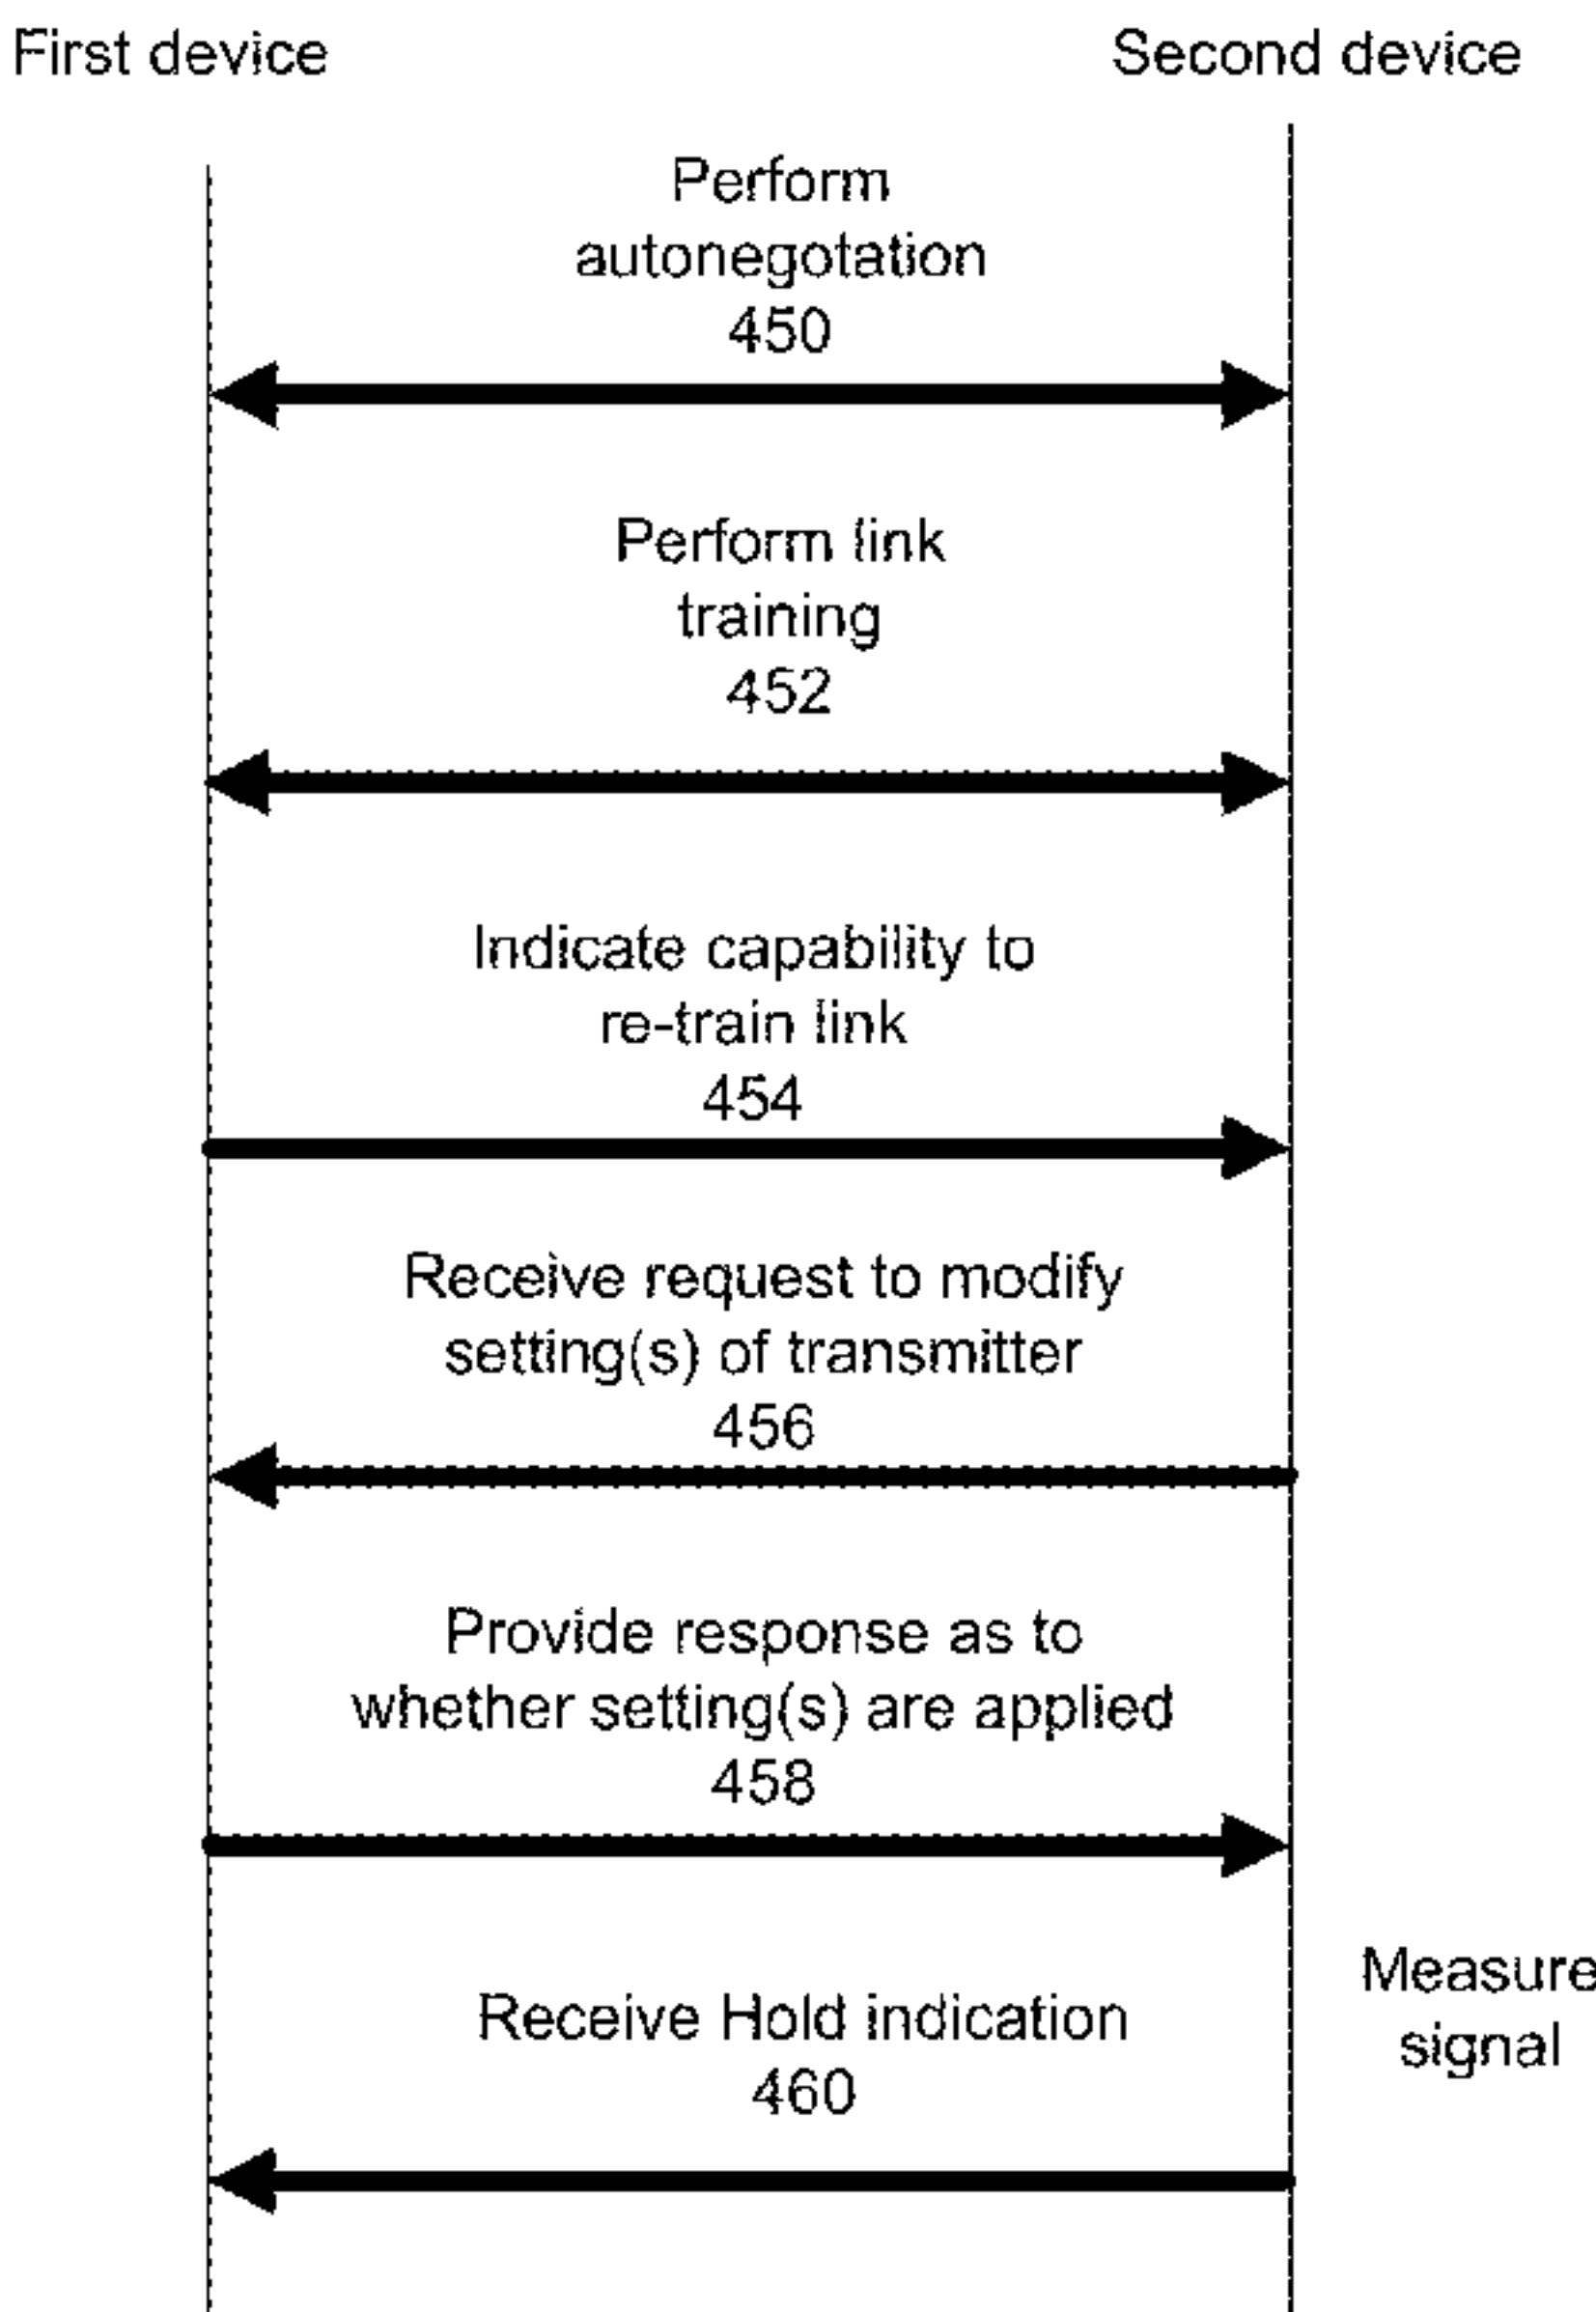 First device
Second device
Perform
autonegotation
450
Perform link
training
452
Indicate capability to
re-train link
454
Receive request to modify
setting(s) of transmitter
456
Provide response as to
whether setting(s) are applied
458
Measure
signal
Receive Hold indication
460